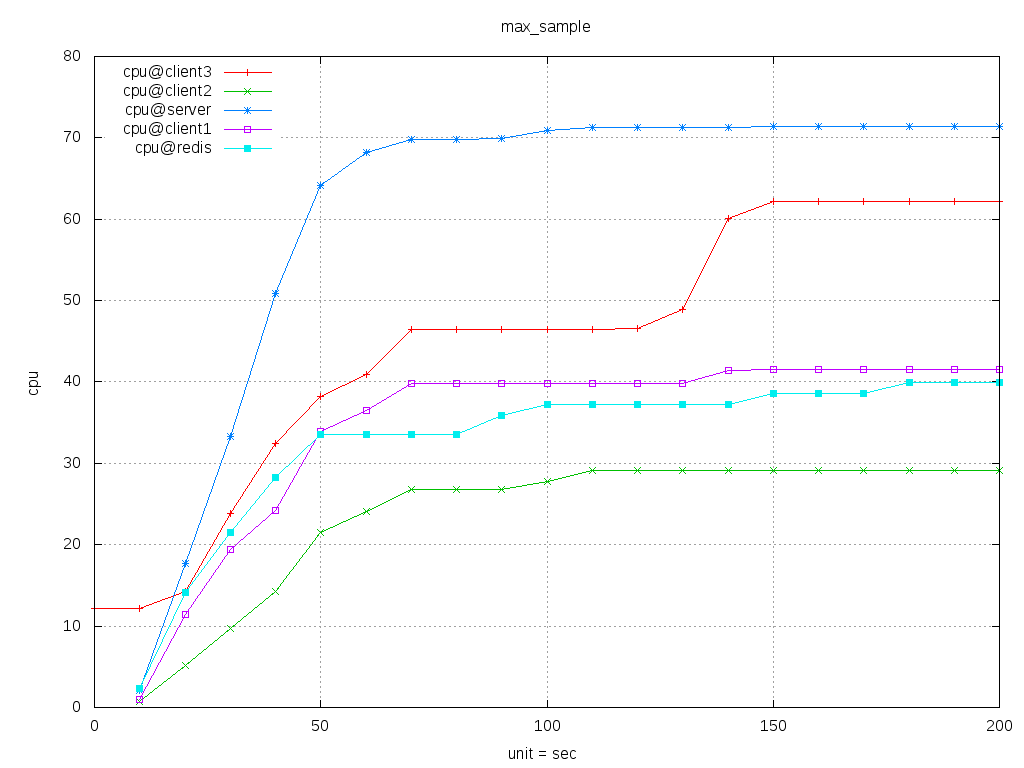 max_sample
80
70
60
50
40
30
20
10
0
cpu
cpu@client3
cpu@client2
cpu@server
cpu@client1
cpu@redis
0 50 100 150 200
unit = sec